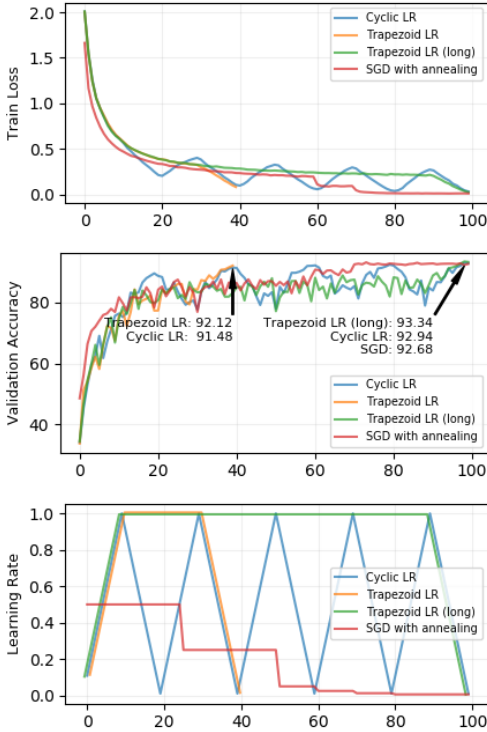 2.0
1.5
1.0
0.5
0.0
Train Loss
Cyclic LR
Trapezoid LR
Trapezoid LR (long)
SGD with annealing
0 20 40 60 80 100
80
60
40
Validation Accuracy
Trapezoid LR: 92.12
Cyclic LR: 91.48
Trapezoid LR (long): 93.34
Cyclic LR: 92.94
SGD: 92.68
Cyclic LR
Trapezoid LR
Trapezoid LR (long)
SGD with annealing
0 20 40 60 80 100
1.0
0.8
0.6
0.4
0.2
0.0
Learning Rate
Cyclic LR
Trapezoid LR
Trapezoid LR (long)
SGD with annealing
0 20 40 60 80 100